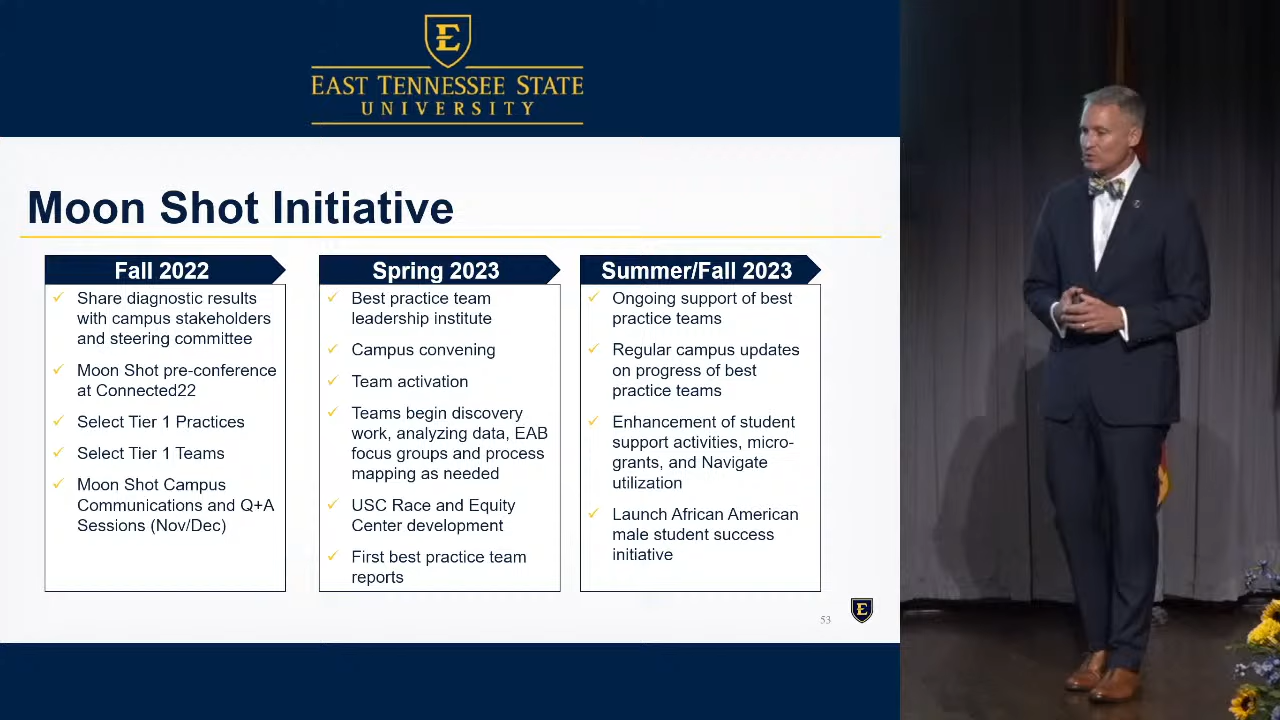 E
EAST TENNESSEE STATE
UNIVERSITY
Moon Shot Initiative
Fall 2022
Share diagnostic results
with campus stakeholders
and steering committee
Moon Shot pre-conference
at Connected22
Select Tier 1 Practices
Select Tier 1 Teams
Moon Shot Campus
Communications and Q+A
Sessions (Nov/Dec)
Spring 2023
Best practice team
leadership institute
Campus convening
Team activation
Teams begin discovery
work, analyzing data, EAB
focus groups and process
mapping as needed
USC Race and Equity
Center development
First best practice team
reports
Summer/Fall 2023
Ongoing support of best
practice teams
Regular campus updates
on progress of best
practice teams
Enhancement of student
support activities, micro-
grants, and Navigate
utilization
Launch African American
male student success
initiative
53
E